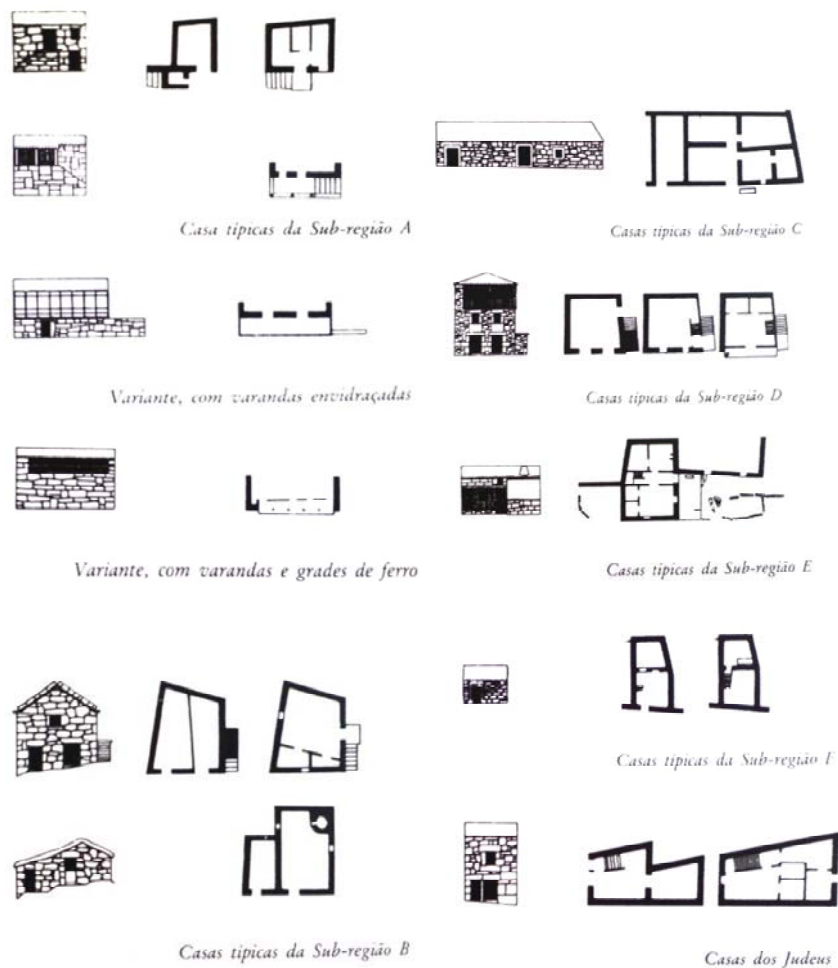 Casa típicas da Sub-região A
Variante, com varandas envidraçadas
Variante, com varandas e grades de ferro
Casas típicas da Sub-região B
Casas típicas da Sub-região C
Casas típicas da Sub-região D
Casas típicas da Sub-região E
Casas típicas da Sub-região F
Casas dos Judeus